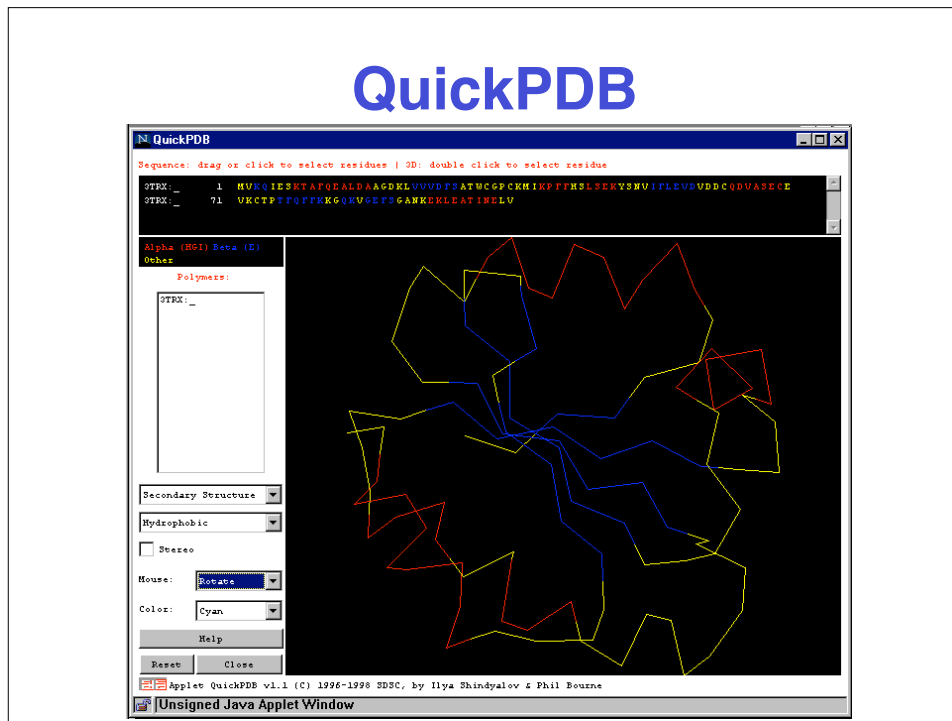 QuickPDB
QuickPDB
Sequence: drag or click to select residues | 3D: double click to select residue
3TRX:_ 1 MVKQIESKTAFQEALDAAGDKLVVVDFSATWCGPCKMIKPFFHSLSEKYSNVIFLEVDVDDCQDVASECE
3TRX:_ 71 VKCTPTFQFFKKGQKVGEFSGANKEKLEATINELV
Alpha (HGI) Beta (E)
Other
Polymers:
3TRX:_
Secondary Structure
Hydrophobic
Stereo
Mouse: Rotate
Color: Cyan
Help
Reset Close
Applet QuickPDB v1.1 (C) 1996-1998 SDSC, by Ilya Shindyalov & Phil Bourne
Unsigned Java Applet Window